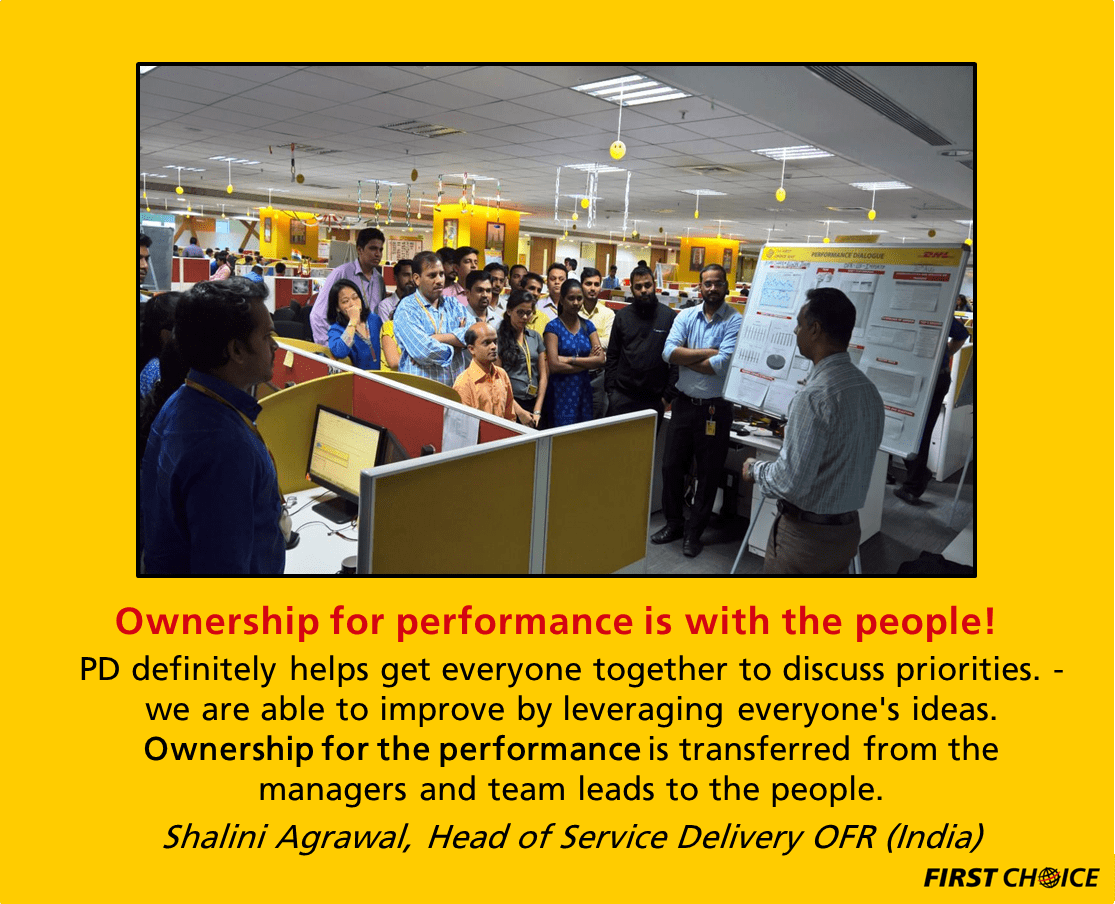 PERFORMANCE DIALOGUE
DHL
Ownership for performance is with the people!
PD definitely helps get everyone together to discuss priorities. -
we are able to improve by leveraging everyone's ideas.
Ownership for the performance is transferred from the
managers and team leads to the people.
Shalini Agrawal, Head of Service Delivery OFR (India)
FIRST CHOICE